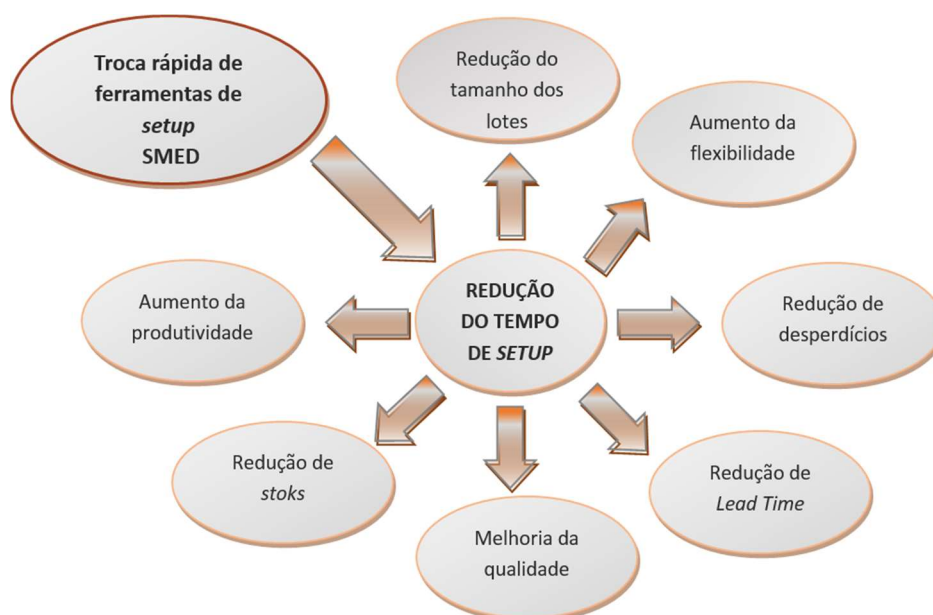 Troca rápida de
ferramentas de
setup
SMED
Redução do
tamanho dos
lotes
Aumento da
flexibilidade
Aumento da
produtividade
REDUÇÃO
DO TEMPO
DE SETUP
Redução de
desperdícios
Redução de
stoks
Melhoria da
qualidade
Redução de
Lead Time